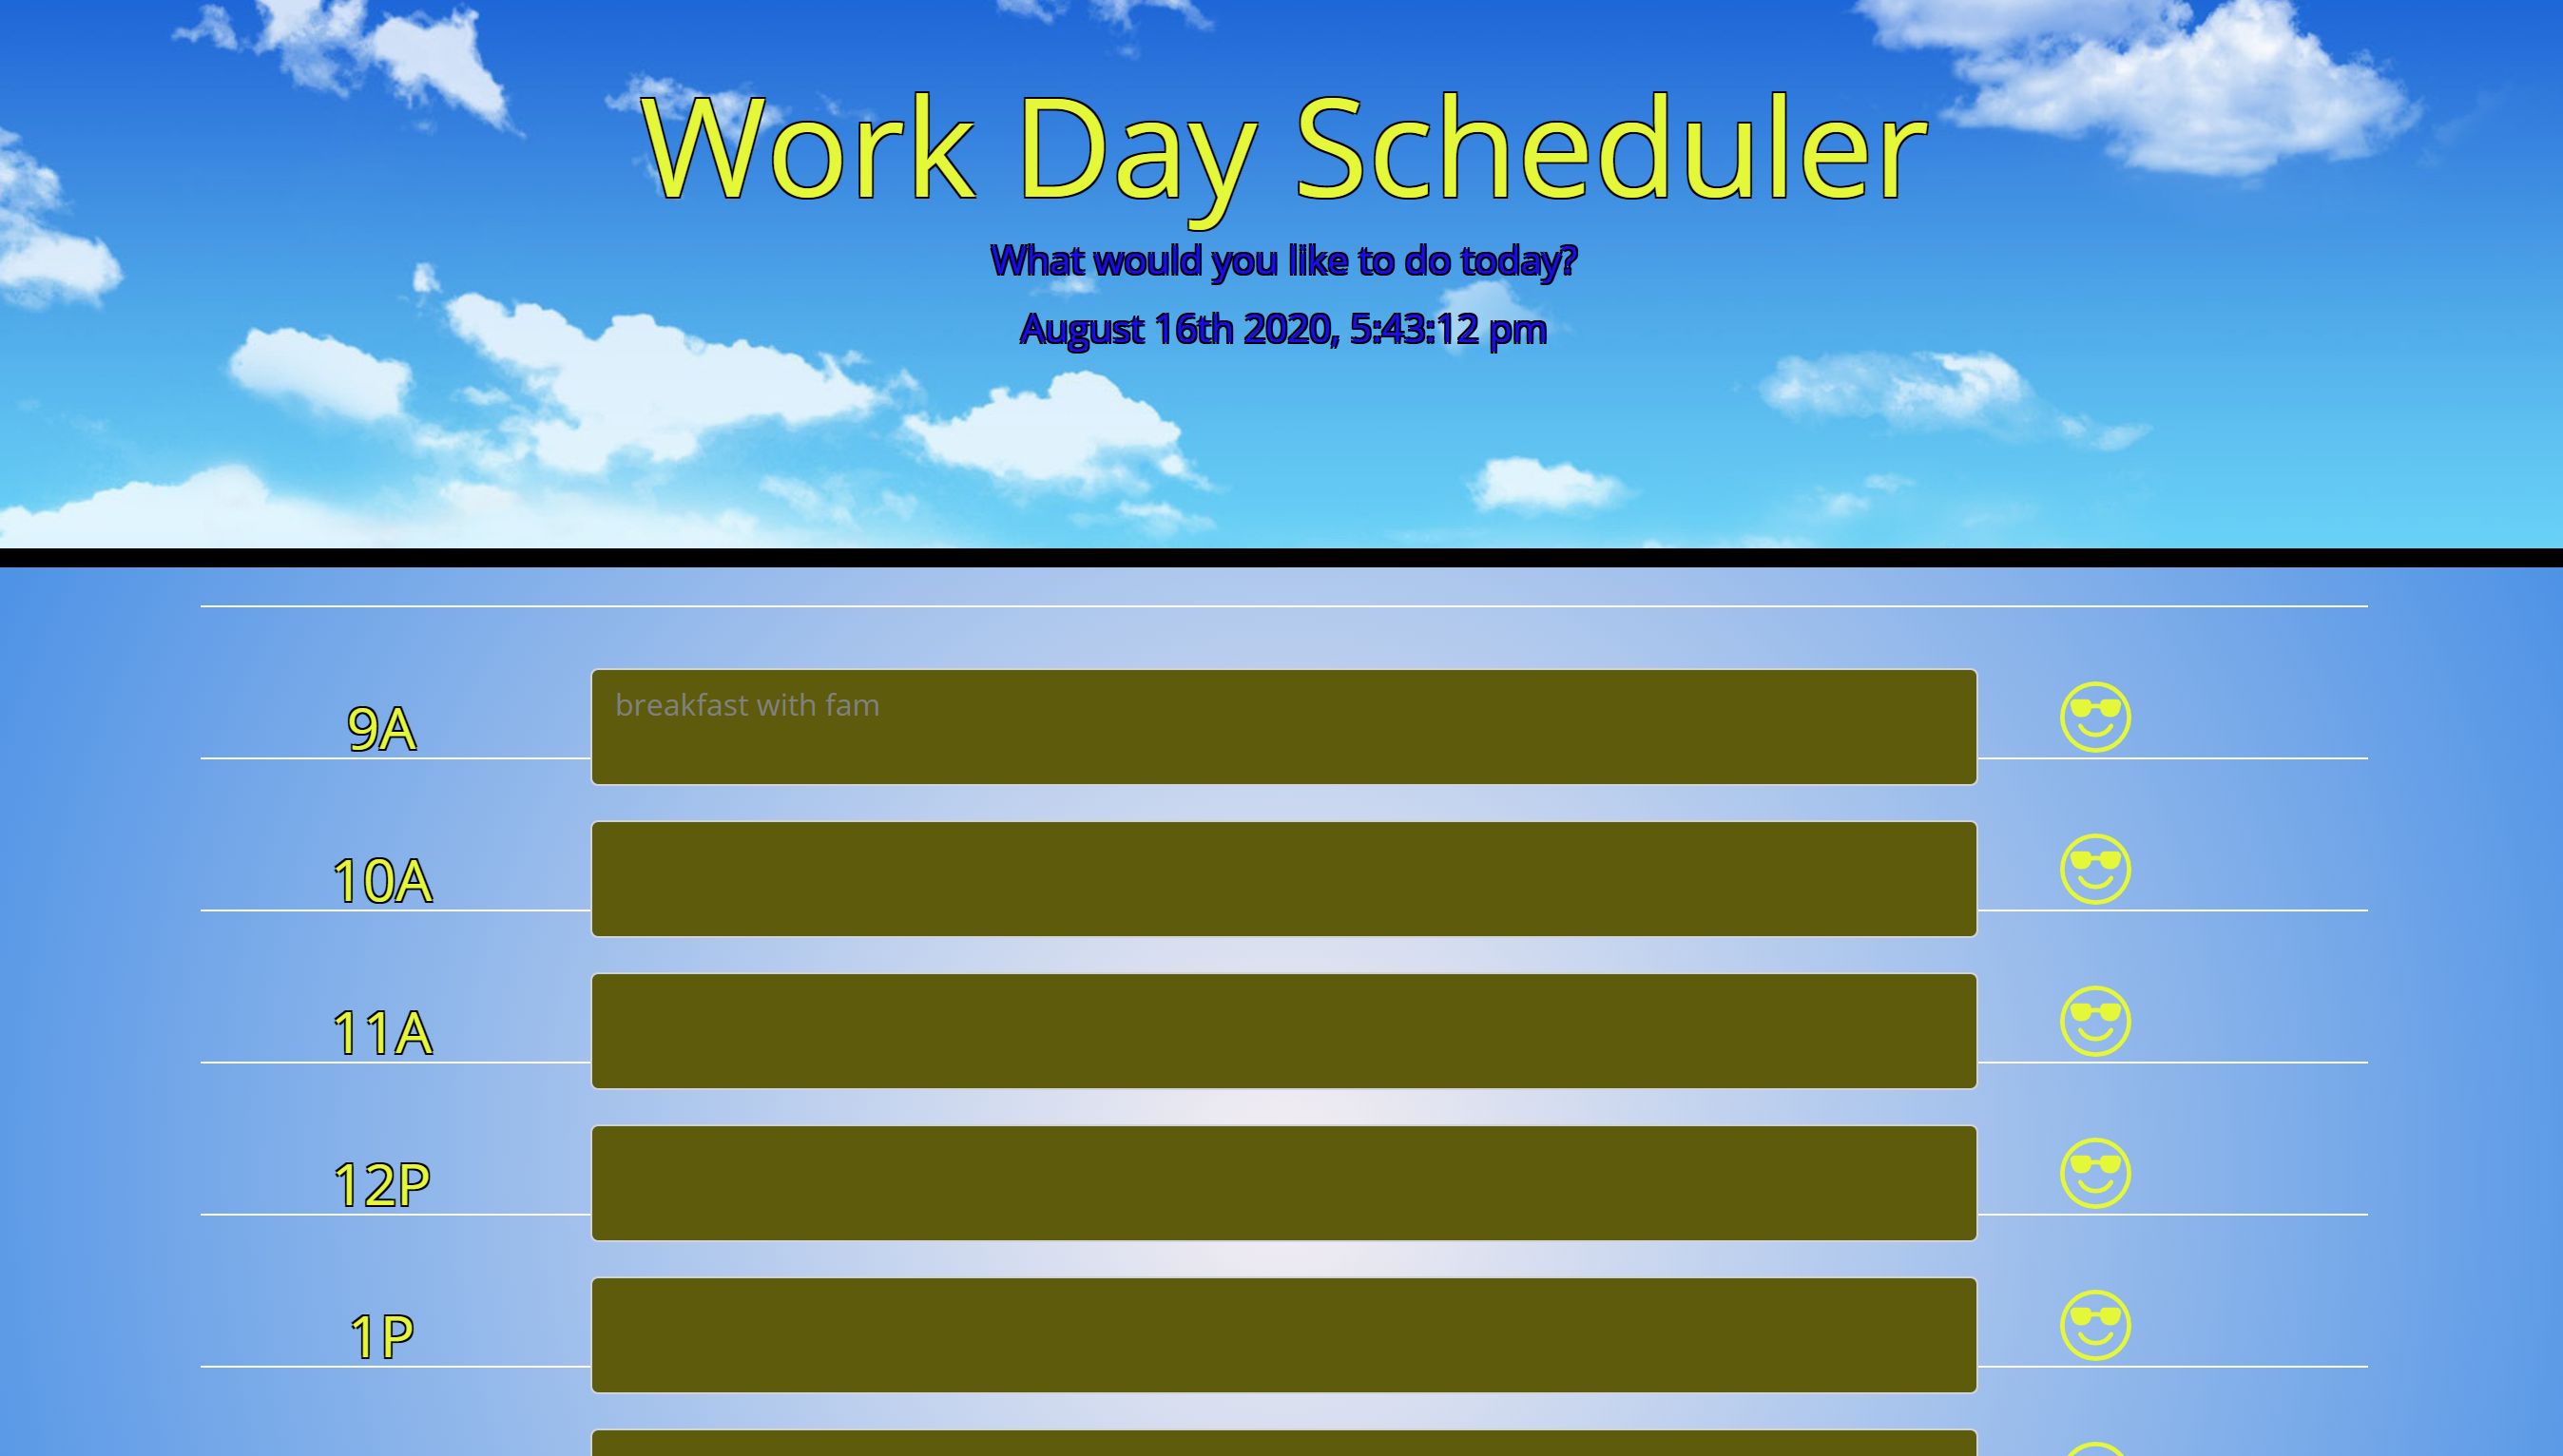 Work Day Scheduler
What would you like to do today?
August 16th 2020, 5:43:12 pm
9A
breakfast with fam
10A
11A
12P
1P